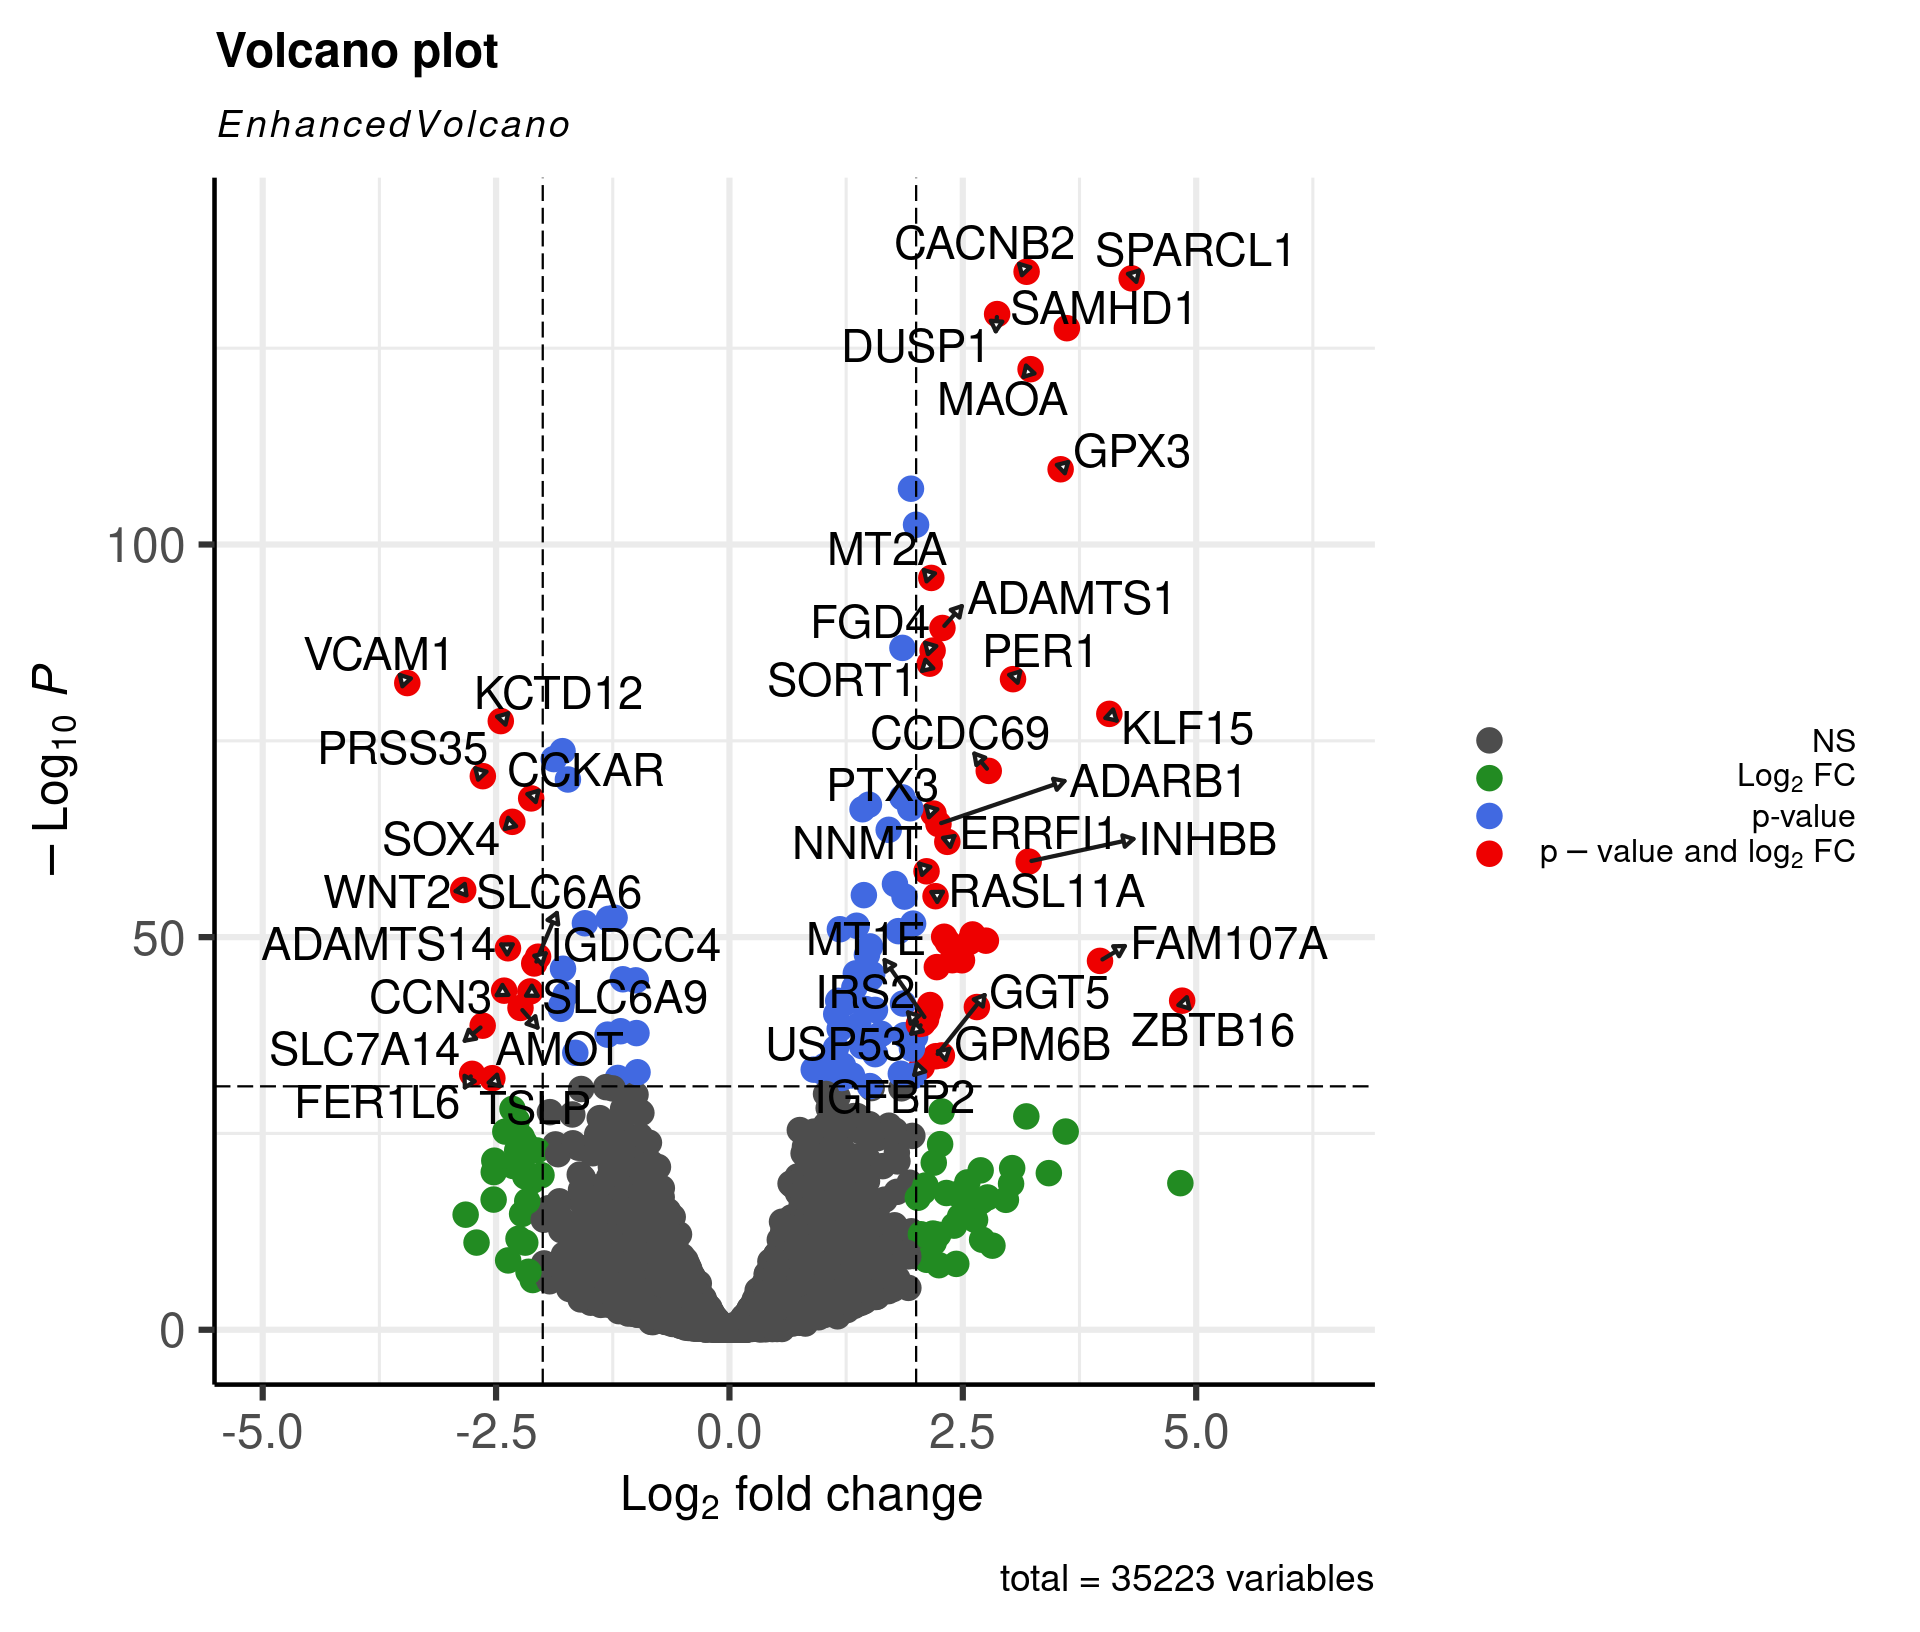 Volcano plot
EnhancedVolcano
CACNB2
SPARCL1
SAMHD1
DUSP1
MAOA
GPX3
MT2A
ADAMTS1
FGD4
VCAM1
PER1
SORT1
KCTD12
KLF15
CCDC69
PRSS35
CCKAR
ADARB1
PTX3
SOX4
NNMT
ERRFI1
INHBB
WNT2
SLC6A6
RASL11A
ADAMTS14
IGDCC4
MT1E
FAM107A
CCN3
SLC6A9
IRS2
GGT5
ZBTB16
SLC7A14
AMOT
USP53
GPM6B
FER1L6
TSLP
IGFBP2
100
50
0
−Log10 P
-5.0
-2.5
0.0
2.5
5.0
Log2 fold change
NS
Log2 FC
p-value
p − value and log2 FC
total = 35223 variables